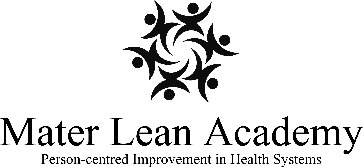 Mater Lean Academy
Person-centred Improvement in Health Systems